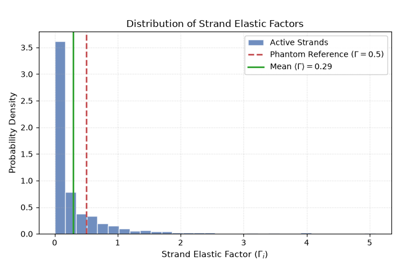 Distribution of Strand Elastic Factors
Active Strands
Phantom Reference (Γ = 0.5)
Mean ⟨Γ⟩ = 0.29
Probability Density
3.5
3.0
2.5
2.0
1.5
1.0
0.5
0.0
0 1 2 3 4 5
Strand Elastic Factor (Γᵢ)